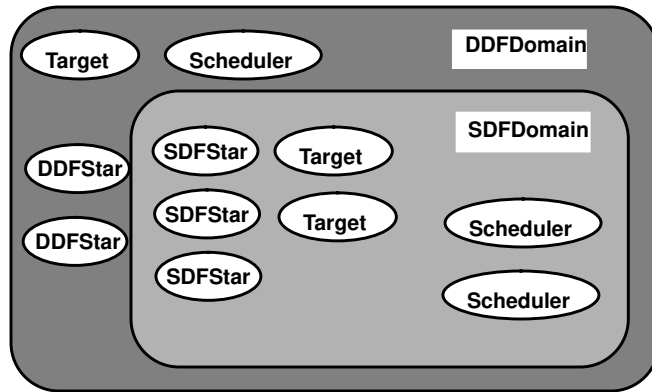 Target
Scheduler
DDFDomain
SDFDomain
SDFStar
Target
DDFStar
SDFStar
Target
Scheduler
DDFStar
SDFStar
Scheduler